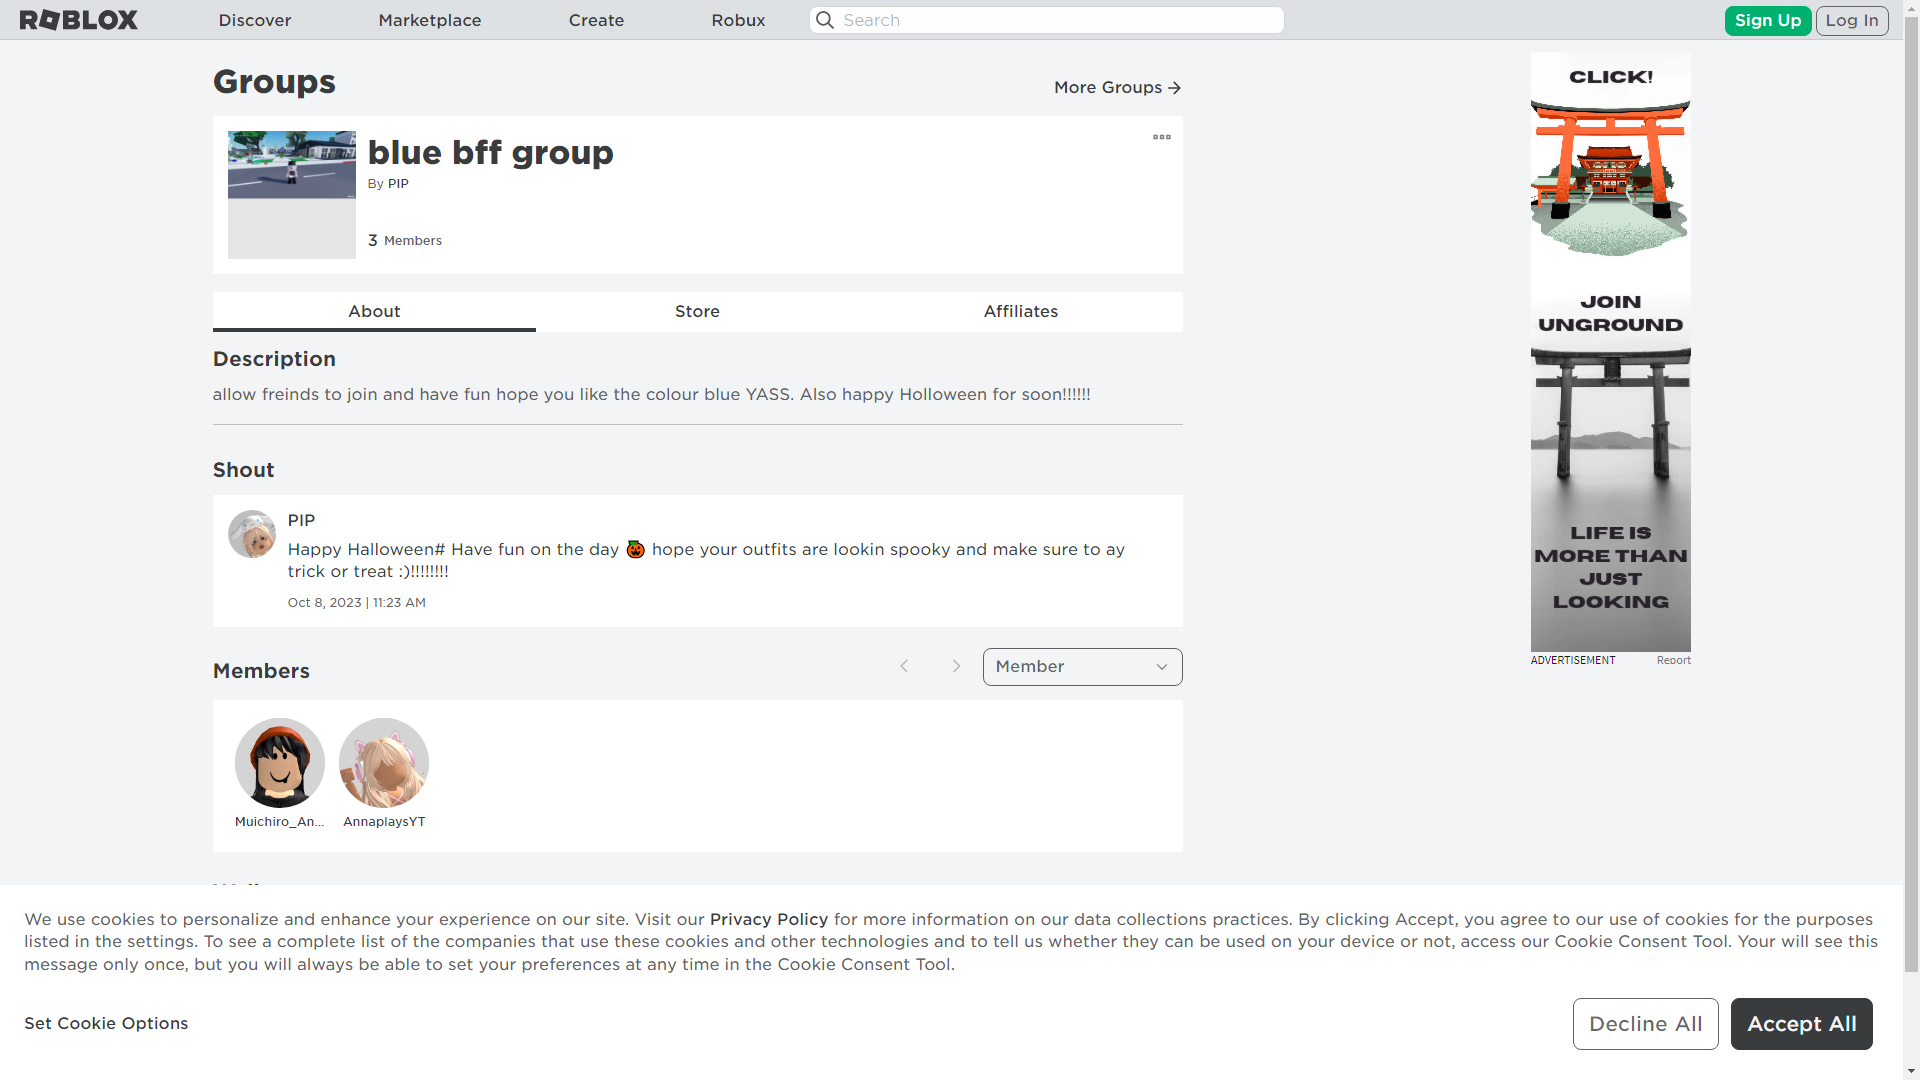 ROBLOX
Discover
Marketplace
Create
Robux
Search
Sign Up
Log In
Groups
More Groups
blue bff group
By PIP
3 Members
About
Store
Affiliates
Description
allow freinds to join and have fun hope you like the colour blue YASS. Also happy Holloween for soon!!!!!!
Shout
PIP
Happy Halloween# Have fun on the day 🎃 hope your outfits are lookin spooky and make sure to ay
trick or treat :)!!!!!!!!
Oct 8, 2023 | 11:23 AM
Members
Member
Muichiro_An...
AnnaplaysYT
CLICK!
JOIN
UNGROUND
LIFE IS
MORE THAN
JUST
LOOKING
ADVERTISEMENT
Report
We use cookies to personalize and enhance your experience on our site. Visit our Privacy Policy for more information on our data collections practices. By clicking Accept, you agree to our use of cookies for the purposes
listed in the settings. To see a complete list of the companies that use these cookies and other technologies and to tell us whether they can be used on your device or not, access our Cookie Consent Tool. Your will see this
message only once, but you will always be able to set your preferences at any time in the Cookie Consent Tool.
Set Cookie Options
Decline All
Accept All